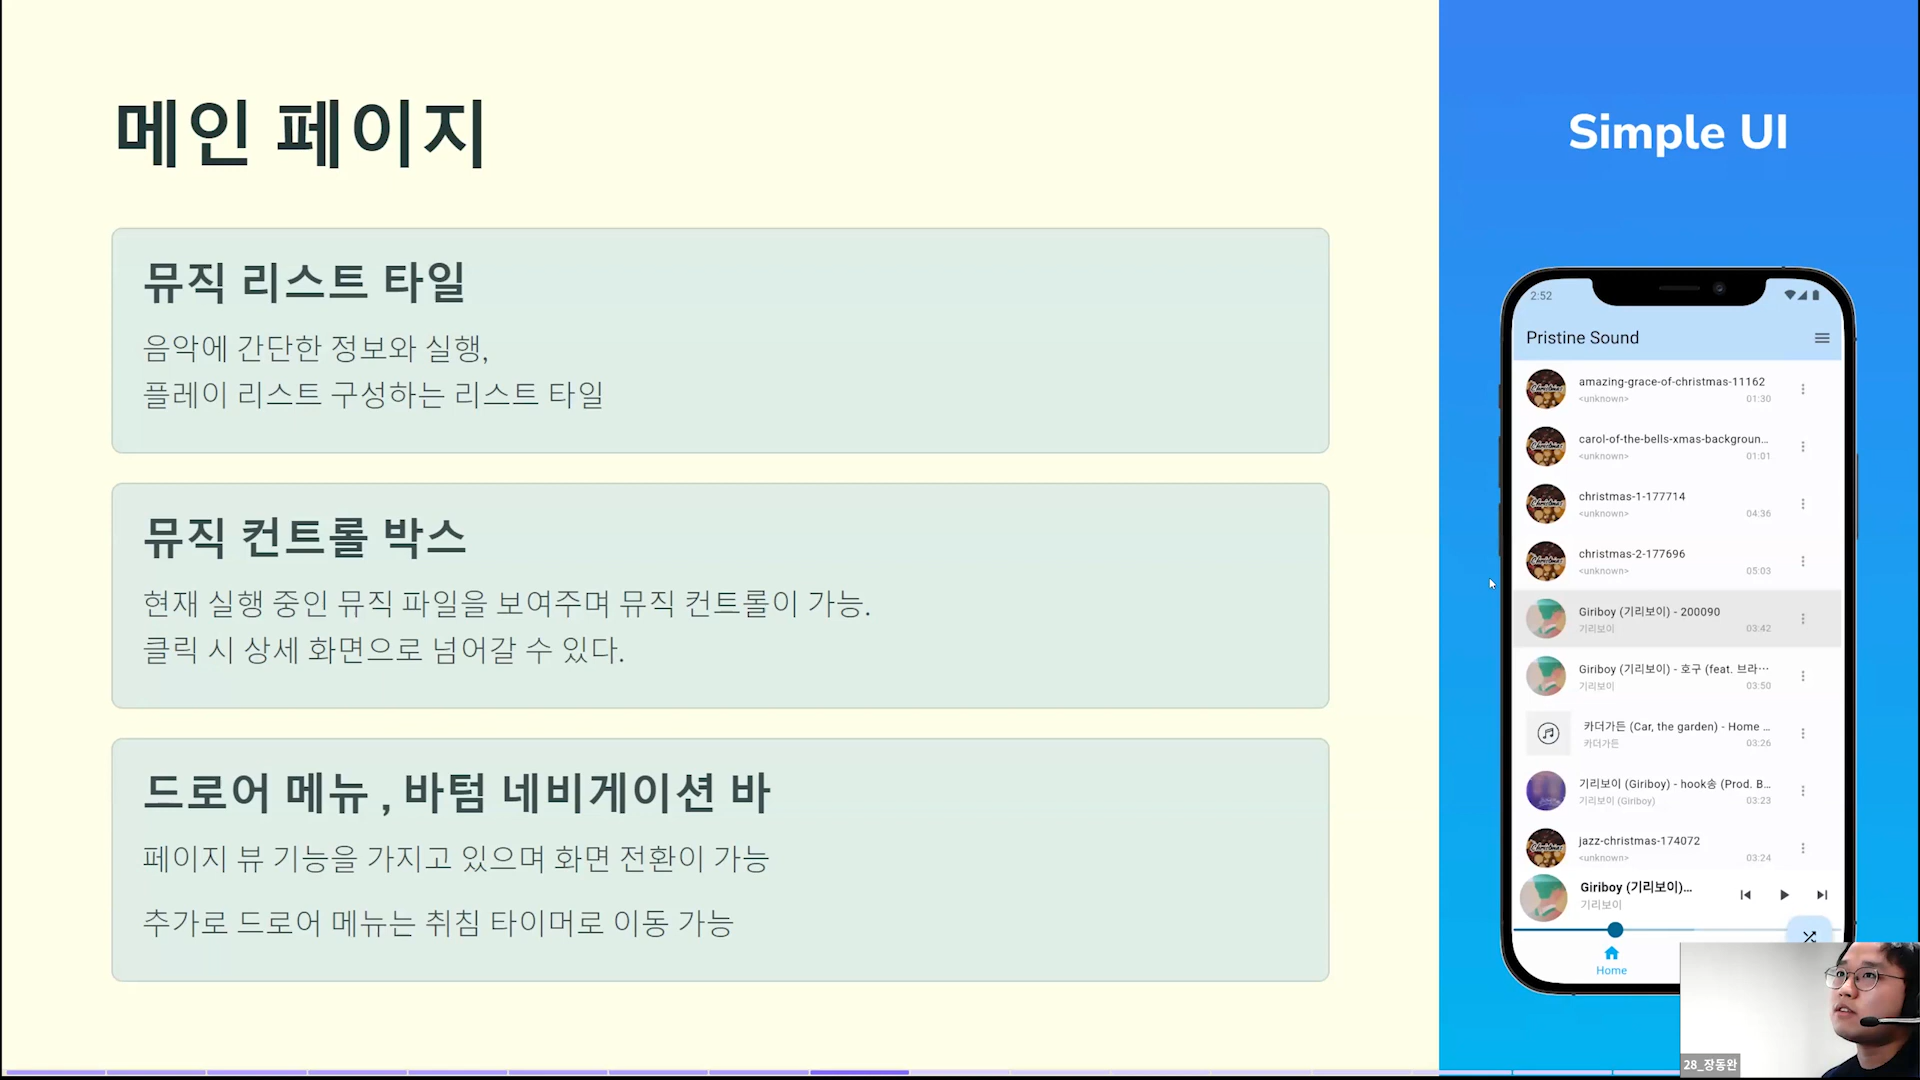 메인 페이지
뮤직 리스트 타일
음악에 간단한 정보와 실행,
플레이 리스트 구성하는 리스트 타일
뮤직 컨트롤 박스
현재 실행 중인 뮤직 파일을 보여주며 뮤직 컨트롤이 가능.
클릭 시 상세 화면으로 넘어갈 수 있다.
드로어 메뉴 , 바텀 네비게이션 바
페이지 뷰 기능을 가지고 있으며 화면 전환이 가능
추가로 드로어 메뉴는 취침 타이머로 이동 가능
Simple UI
2:52
Pristine Sound
amazing-grace-of-christmas-11162
<unknown> 01:30
carol-of-the-bells-xmas-backgroun...
<unknown> 01:01
christmas-1-177714
<unknown> 04:36
christmas-2-177696
<unknown> 05:03
Giriboy (기리보이) - 200090
기리보이 03:42
Giriboy (기리보이) - 호구 (feat. 브라...
기리보이 03:50
카더가든 (Car, the garden) - Home ...
카더가든 03:26
기리보이 (Giriboy) - hook송 (Prod. B...
기리보이 (Giriboy) 03:23
jazz-christmas-174072
<unknown> 03:24
Giriboy (기리보이)...
기리보이
Home
28_장동완